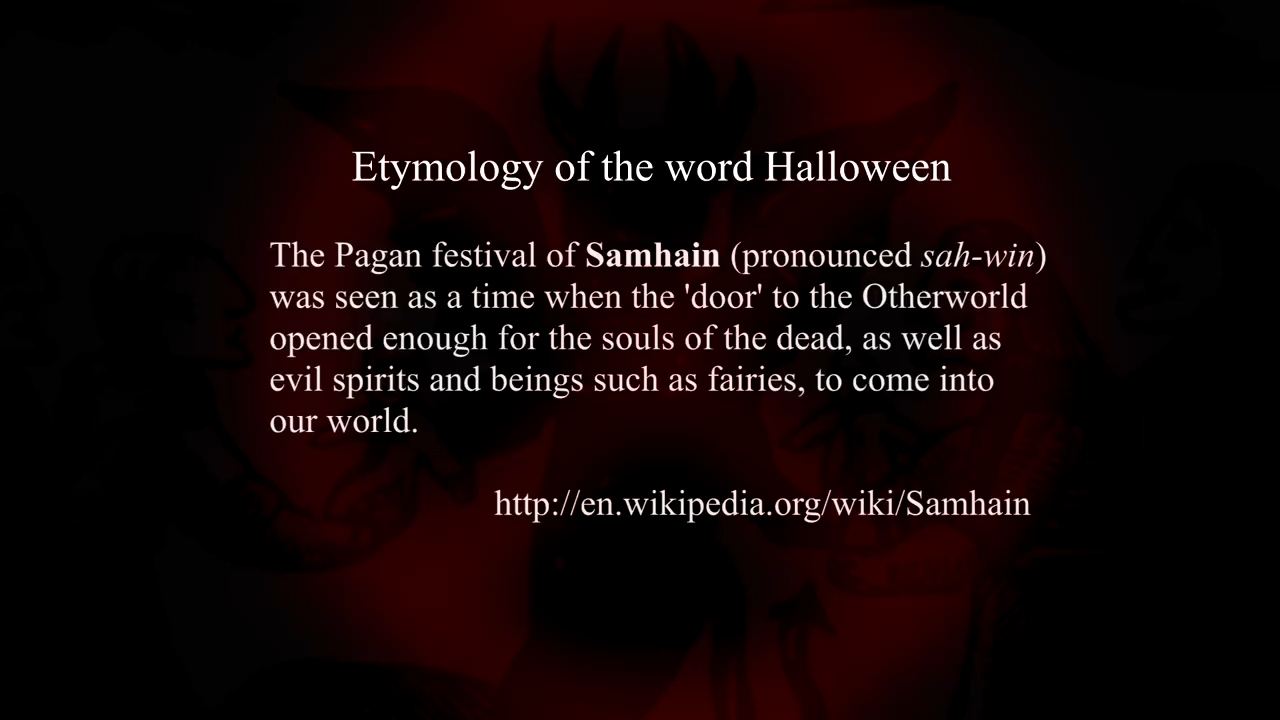 Etymology of the word Halloween
The Pagan festival of Samhain (pronounced sah-win)
was seen as a time when the 'door' to the Otherworld
opened enough for the souls of the dead, as well as
evil spirits and beings such as fairies, to come into
our world.
http://en.wikipedia.org/wiki/Samhain